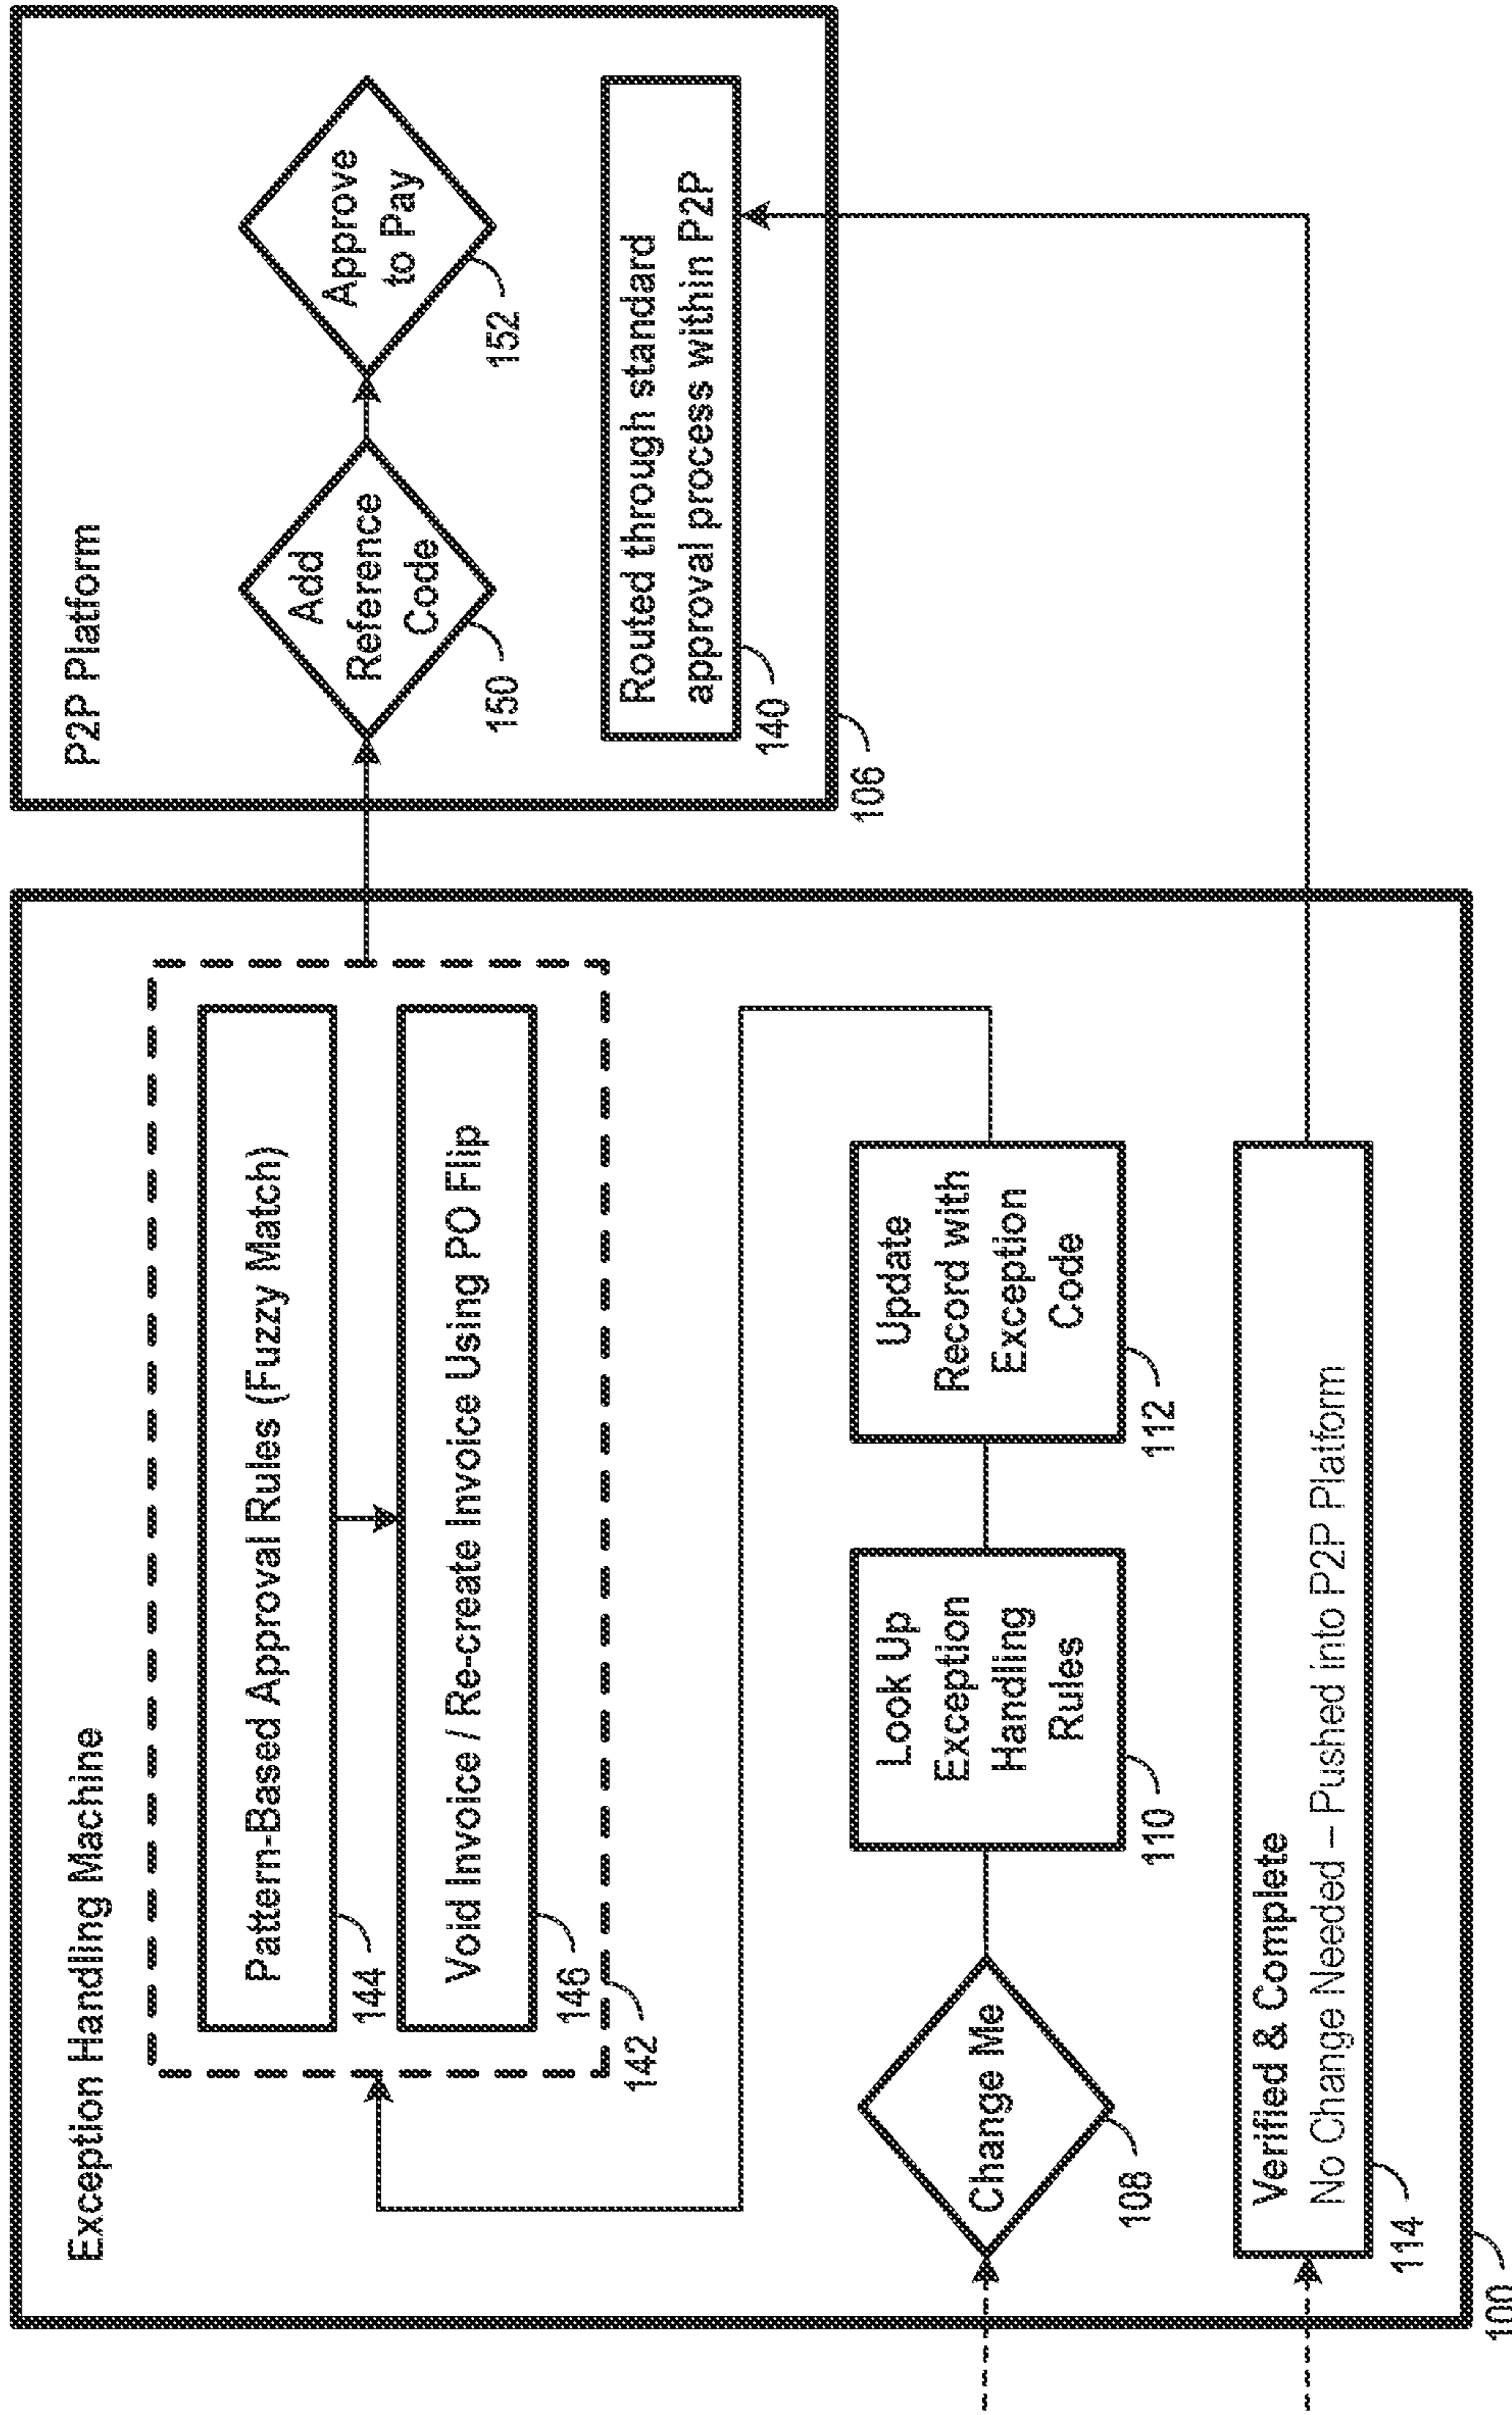 Exception Handling Machine
Pattern-Based Approval Rules (Fuzzy Match)
144
Void Invoice / Re-create Invoice Using PO Flip
146
142
Change Me
108
Look Up
Exception
Handling
Rules
110
Update
Record with
Exception
Code
112
Verified & Complete
No Change Needed – Pushed into P2P Platform
114
100
P2P Platform
Add
Reference
Code
150
Approve
to Pay
152
Routed through standard
approval process within P2P
140
106